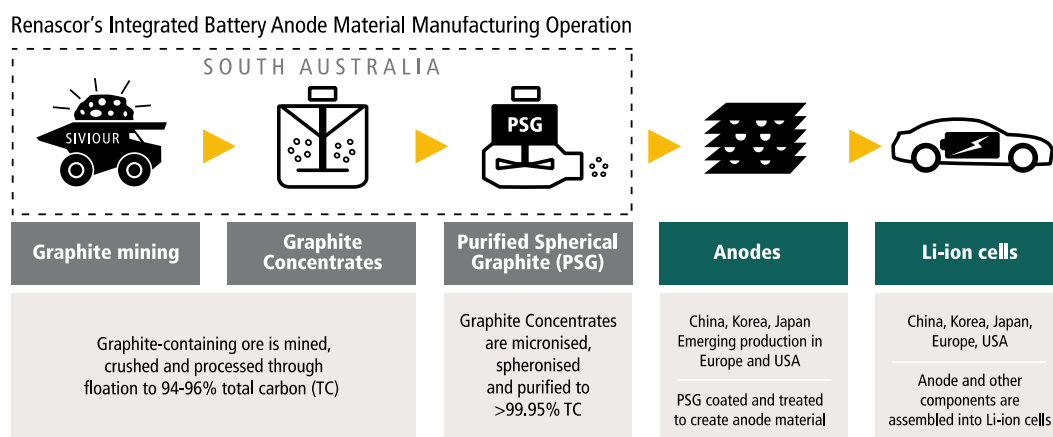 Renascor's Integrated Battery Anode Material Manufacturing Operation
SOUTH AUSTRALIA
SIVIOUR
PSG
Graphite mining
Graphite
Concentrates
Purified Spherical
Graphite (PSG)
Anodes
Li-ion cells
Graphite-containing ore is mined,
crushed and processed through
floation to 94-96% total carbon (TC)
Graphite Concentrates
are micronised,
spheronised
and purified to
>99.95% TC
China, Korea, Japan
Emerging production in
Europe and USA
PSG coated and treated
to create anode material
China, Korea, Japan,
Europe, USA
Anode and other
components are
assembled into Li-ion cells